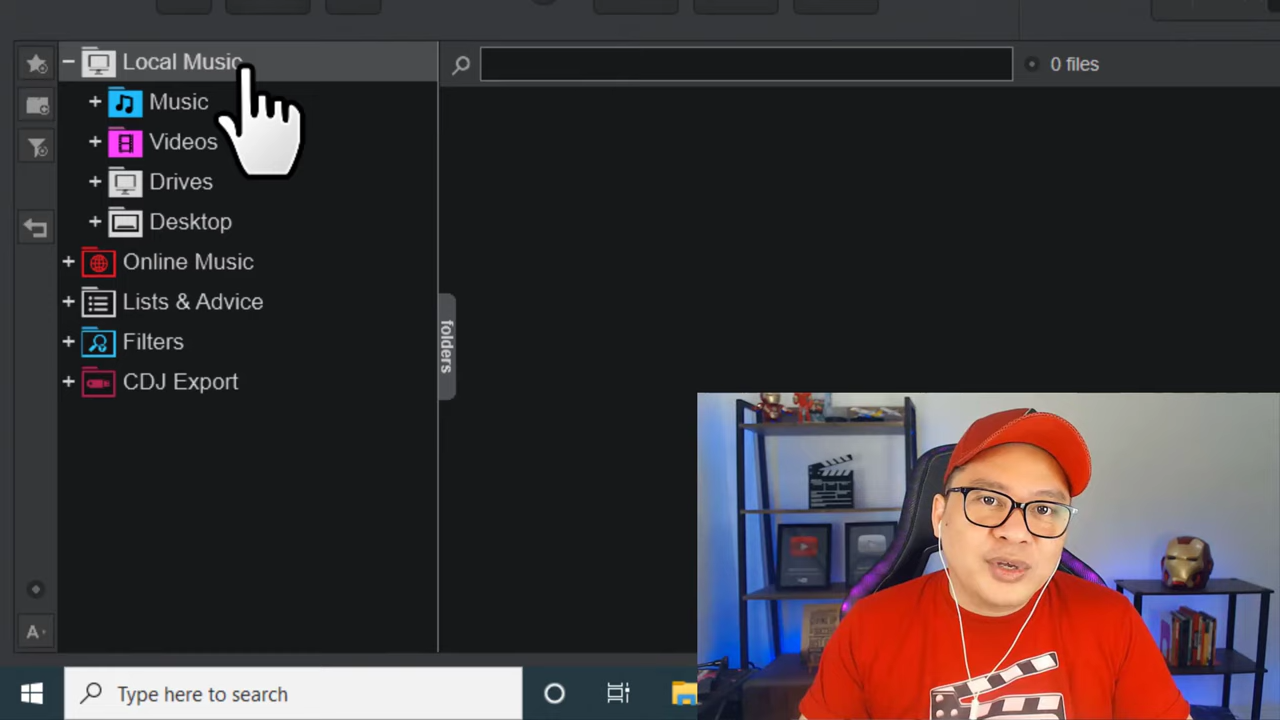 Local Music
0 files
Music
Videos
Drives
Desktop
Online Music
Lists & Advice
Filters
CDJ Export
folders
A
Type here to search